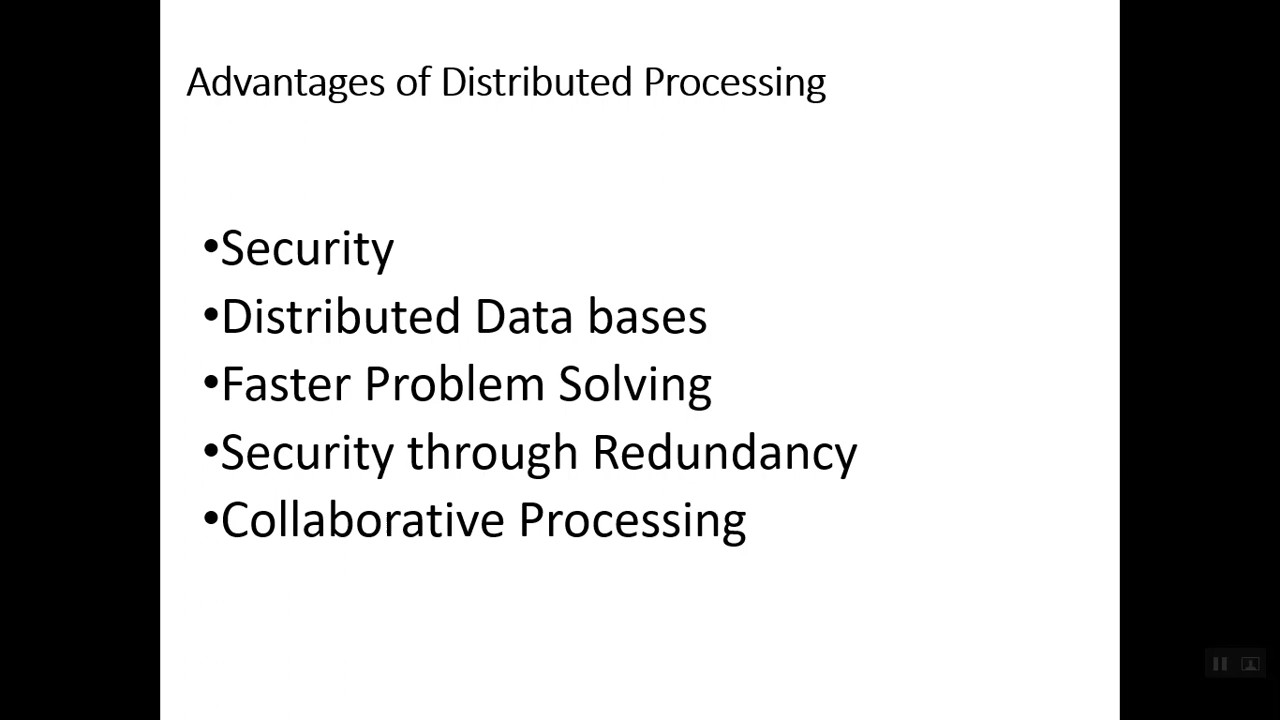 Advantages of Distributed Processing
•Security
•Distributed Data bases
•Faster Problem Solving
•Security through Redundancy
•Collaborative Processing